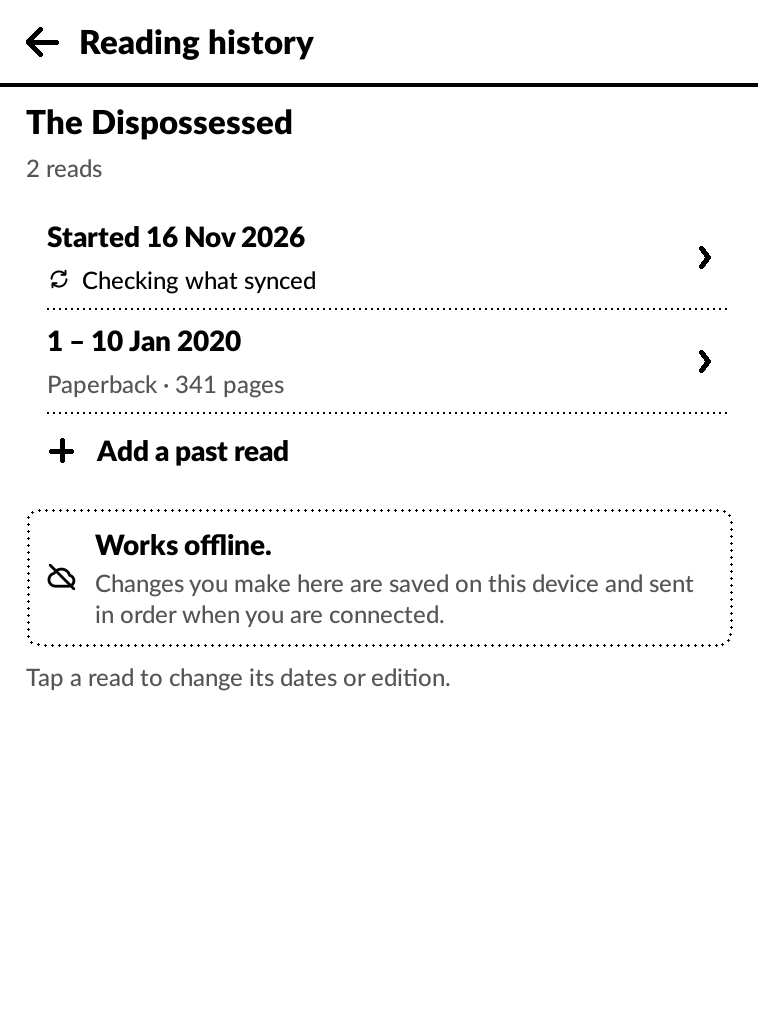 Reading history
The Dispossessed
2 reads
Started 16 Nov 2026
Checking what synced
1 – 10 Jan 2020
Paperback · 341 pages
Add a past read
Works offline.
Changes you make here are saved on this device and sent
in order when you are connected.
Tap a read to change its dates or edition.